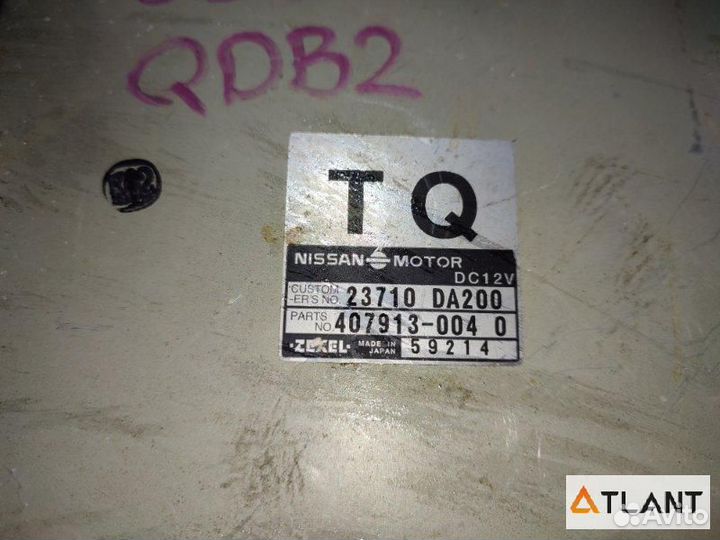 QDB2
TQ
NISSAN MOTOR
DC12V
CUSTOM
-ER'S NO. 23710 DA200
PARTS
NO. 407913-004 0
ZEXEL MADE IN
JAPAN 59214
ATLANT
Avito